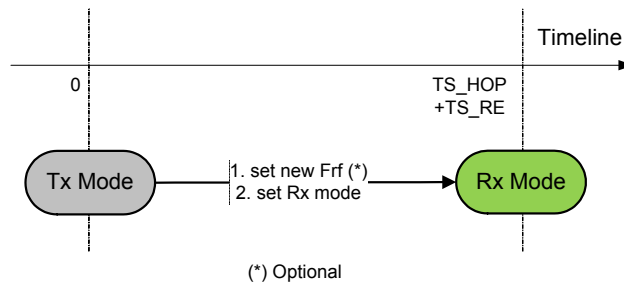 Timeline
0
TS_HOP
+TS_RE
Tx Mode
1. set new Frf (*)
2. set Rx mode
Rx Mode
(*) Optional